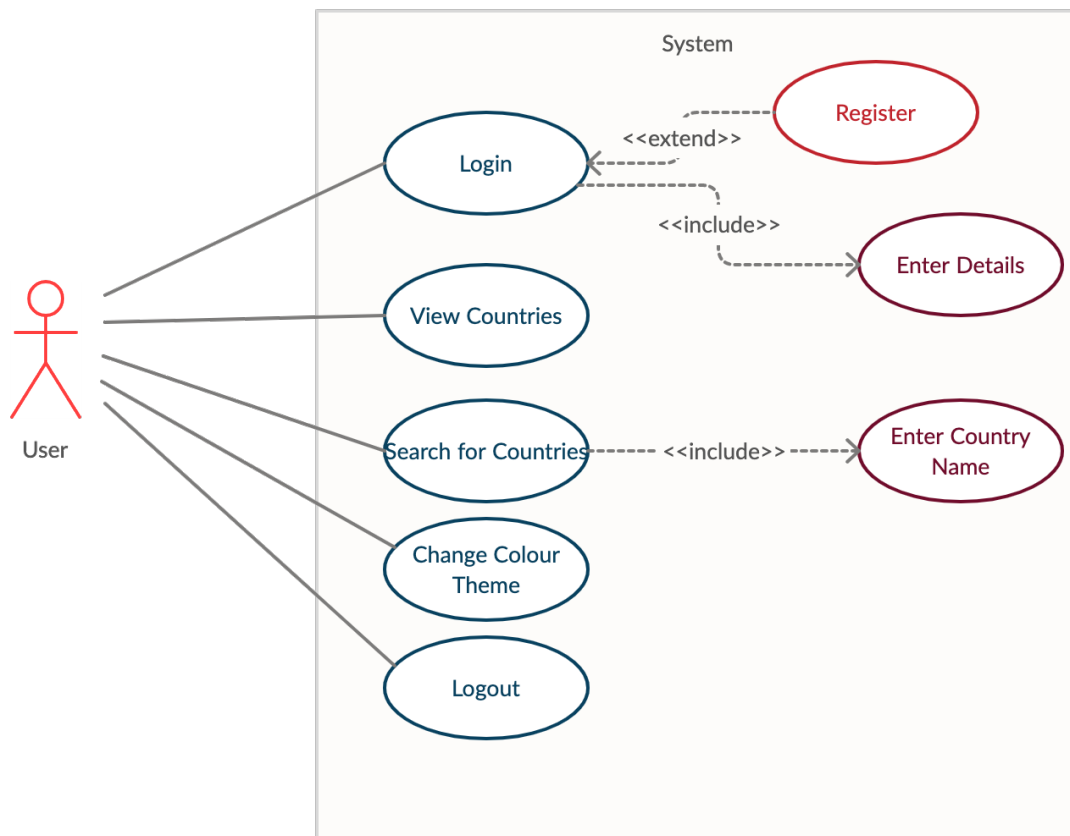 System
Register
<<extend>>
Login
<<include>>
Enter Details
View Countries
User
Search for Countries
<<include>>
Enter Country
Name
Change Colour
Theme
Logout